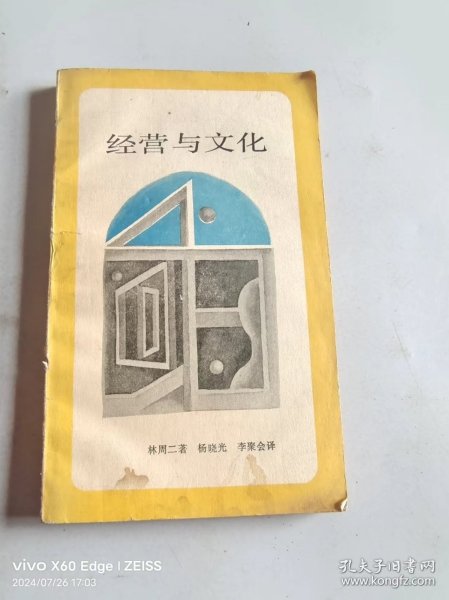 经营与文化
林周二著 杨晓光 李聚会译
vivo X60 Edge | ZEISS
2024/07/26 17:03
孔夫子旧书网
www.kongfz.com